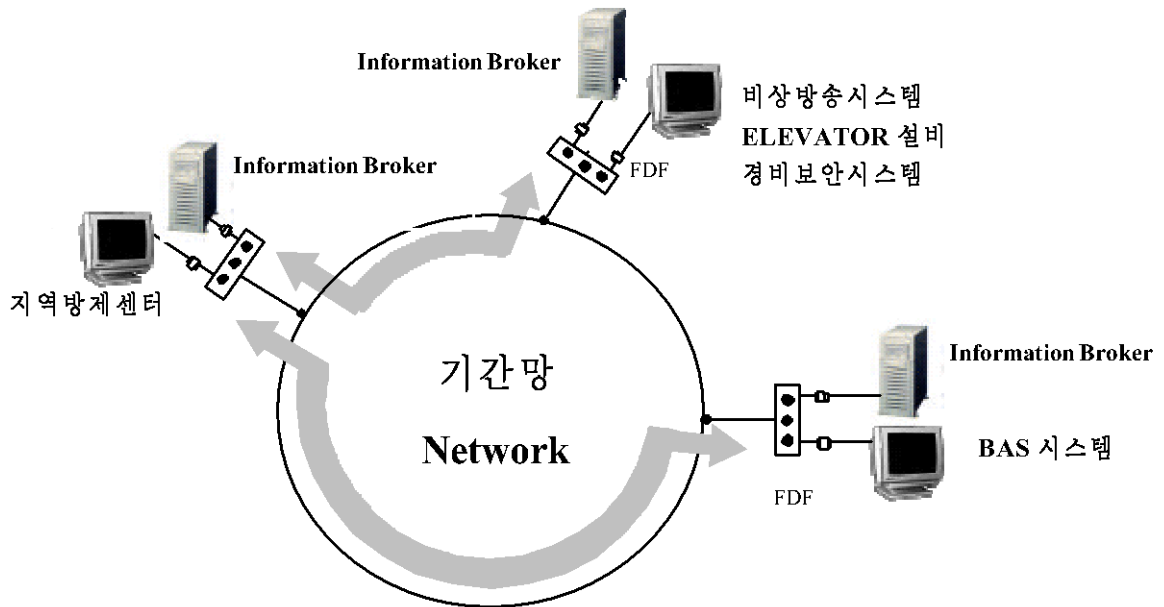 Information Broker
비상방송시스템
ELEVATOR 설비
경비보안시스템
FDF
Information Broker
지역방제센터
기간망
Network
Information Broker
BAS 시스템
FDF